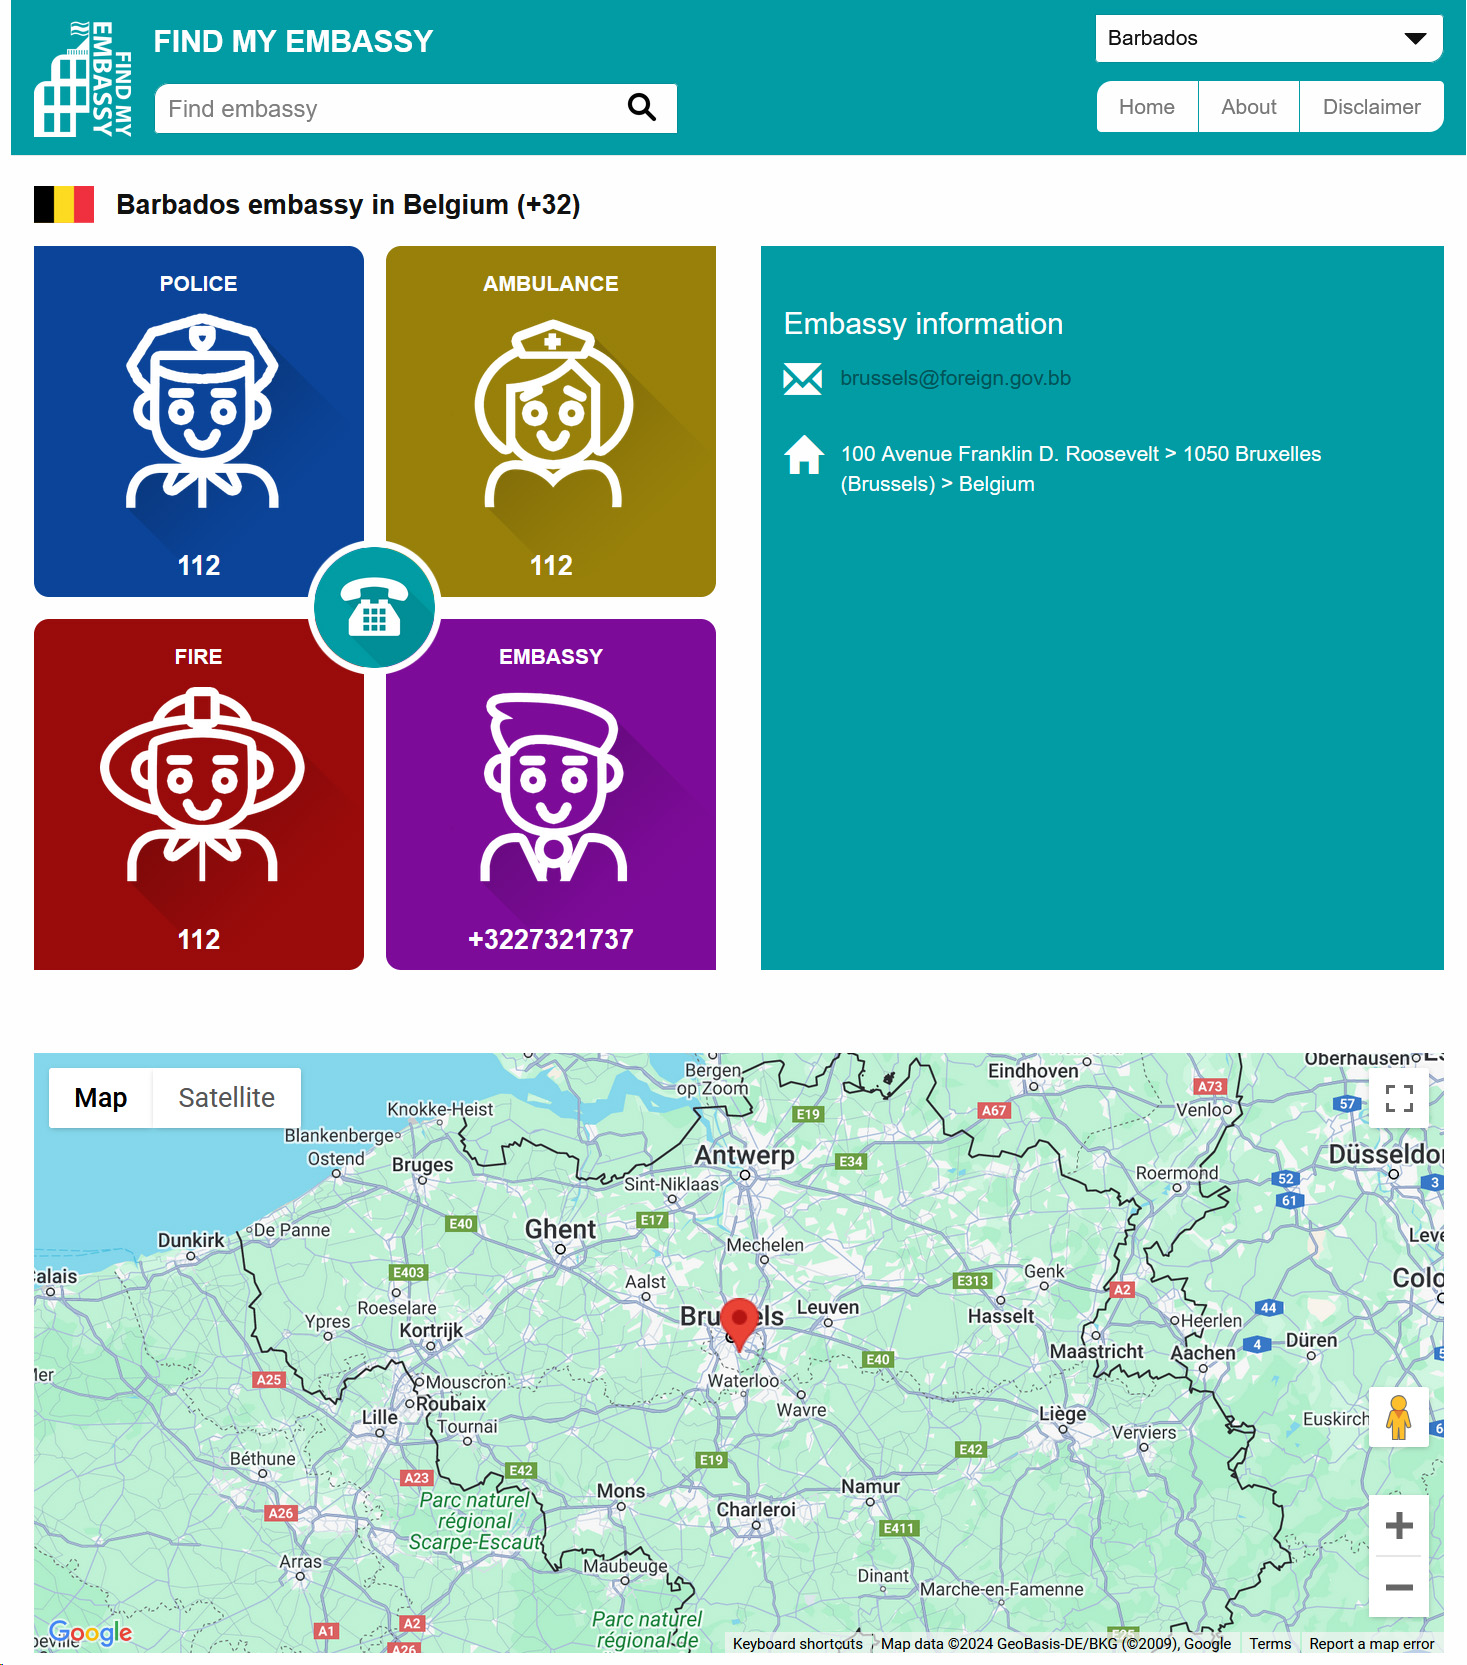 FIND MY
EMBASSY
FIND MY EMBASSY
Find embassy
Barbados
Home
About
Disclaimer
Barbados embassy in Belgium (+32)
POLICE
112
AMBULANCE
112
FIRE
112
EMBASSY
+3227321737
Embassy information
brussels@foreign.gov.bb
100 Avenue Franklin D. Roosevelt > 1050 Bruxelles
(Brussels) > Belgium
Map
Satellite
Bergen
op Zoom
Eindhoven
Oberhausen
A73
57
Knokke-Heist
E19
A67
Venlo
Blankenberge
Ostend
Bruges
Antwerp
E34
Roermond
52
3
61
Sint-Niklaas
E17
E40
Ghent
De Panne
Dunkirk
Mechelen
E403
Aalst
E313
Genk
A2
Roeselare
Ypres
Kortrijk
Leuven
Hasselt
44
Heerlen
4
Düren
Maastricht
Aachen
E40
A25
Mouscron
Roubaix
Waterloo
Wavre
Lille
Tournai
Liège
Verviers
Béthune
E19
E42
A23
E42
Mons
Namur
Parc naturel
régional
Scarpe-Escaut
A26
Charleroi
E411
Arras
Maubeuge
Dinant
Marche-en-Famenne
A1
A2
A26
Parc naturel
régional de
Google
Keyboard shortcuts
Map data ©2024 GeoBasis-DE/BKG (©2009), Google
Terms
Report a map error